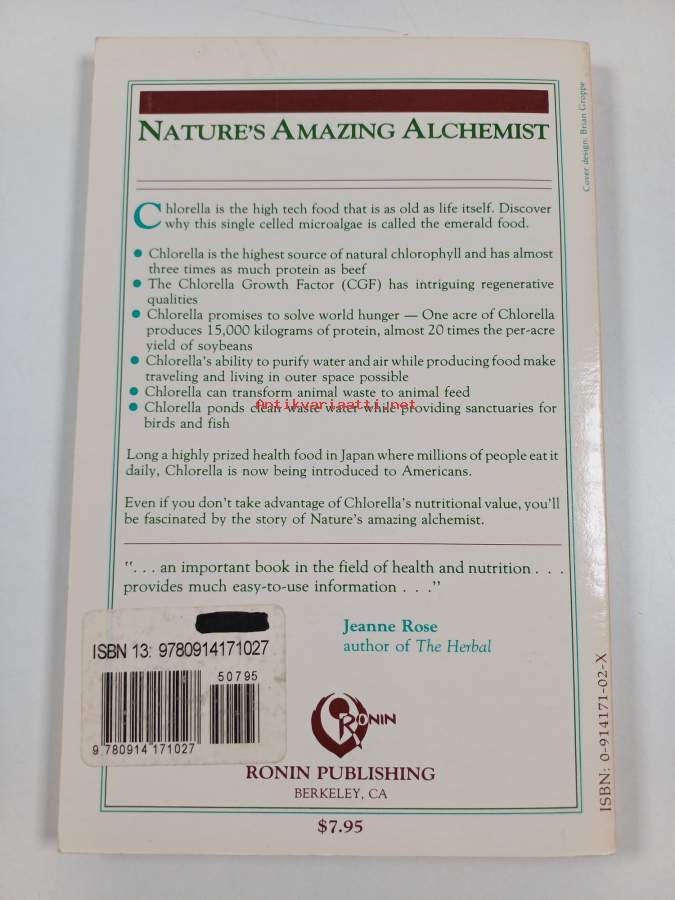 NATURE'S AMAZING ALCHEMIST
Chlorella is the high tech food that is as old as life itself. Discover
why this single celled microalgae is called the emerald food.
● Chlorella is the highest source of natural chlorophyll and has almost
three times as much protein as beef
● The Chlorella Growth Factor (CGF) has intriguing regenerative
qualities
● Chlorella promises to solve world hunger — One acre of Chlorella
produces 15,000 kilograms of protein, almost 20 times the per-acre
yield of soybeans
● Chlorella's ability to purify water and air while producing food make
traveling and living in outer space possible
● Chlorella can transform animal waste to animal feed
● Chlorella ponds clean waste water while providing sanctuaries for
birds and fish
Antikvariaatti.net
Long a highly prized health food in Japan where millions of people eat it
daily, Chlorella is now being introduced to Americans.
Even if you don't take advantage of Chlorella's nutritional value, you'll
be fascinated by the story of Nature's amazing alchemist.
". . . an important book in the field of health and nutrition . . .
provides much easy-to-use information . . ."
Jeanne Rose
author of The Herbal
ISBN 13: 9780914171027
50795
9 780914 171027
RONIN
RONIN PUBLISHING
BERKELEY, CA
$7.95
Cover design: Brian Groppe
ISBN: 0-914171-02-X